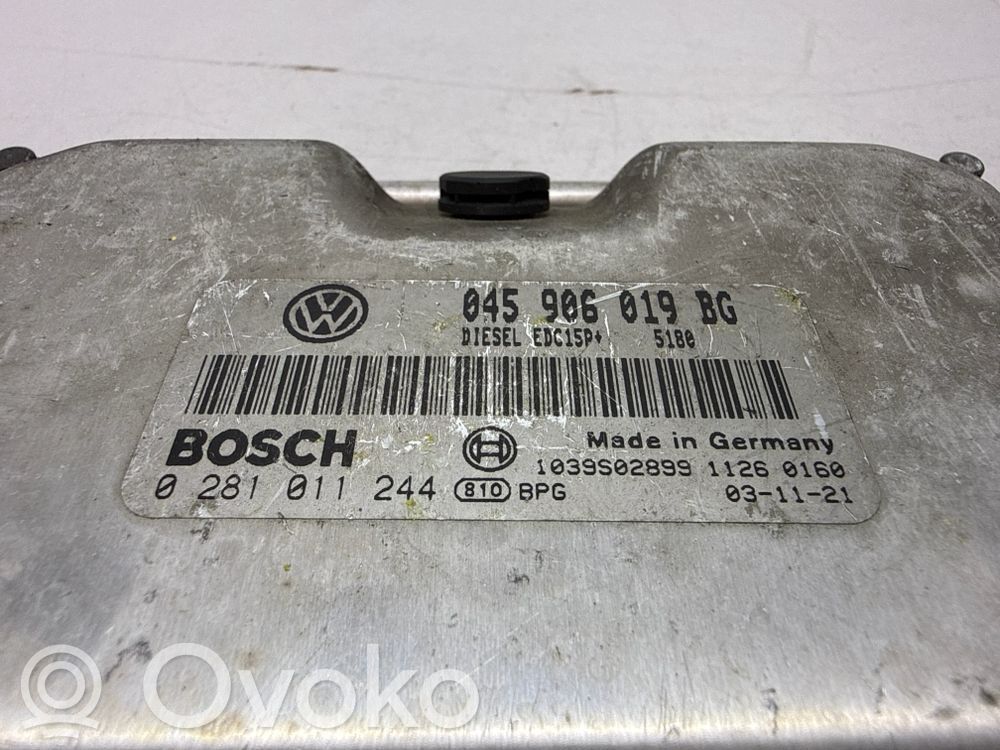 045 906 019 BG
DIESEL EDC15P+ 5180
BOSCH
Made in Germany
1039S02899 1126 0160
0 281 011 244 810 BPG 03-11-21
Ovoko